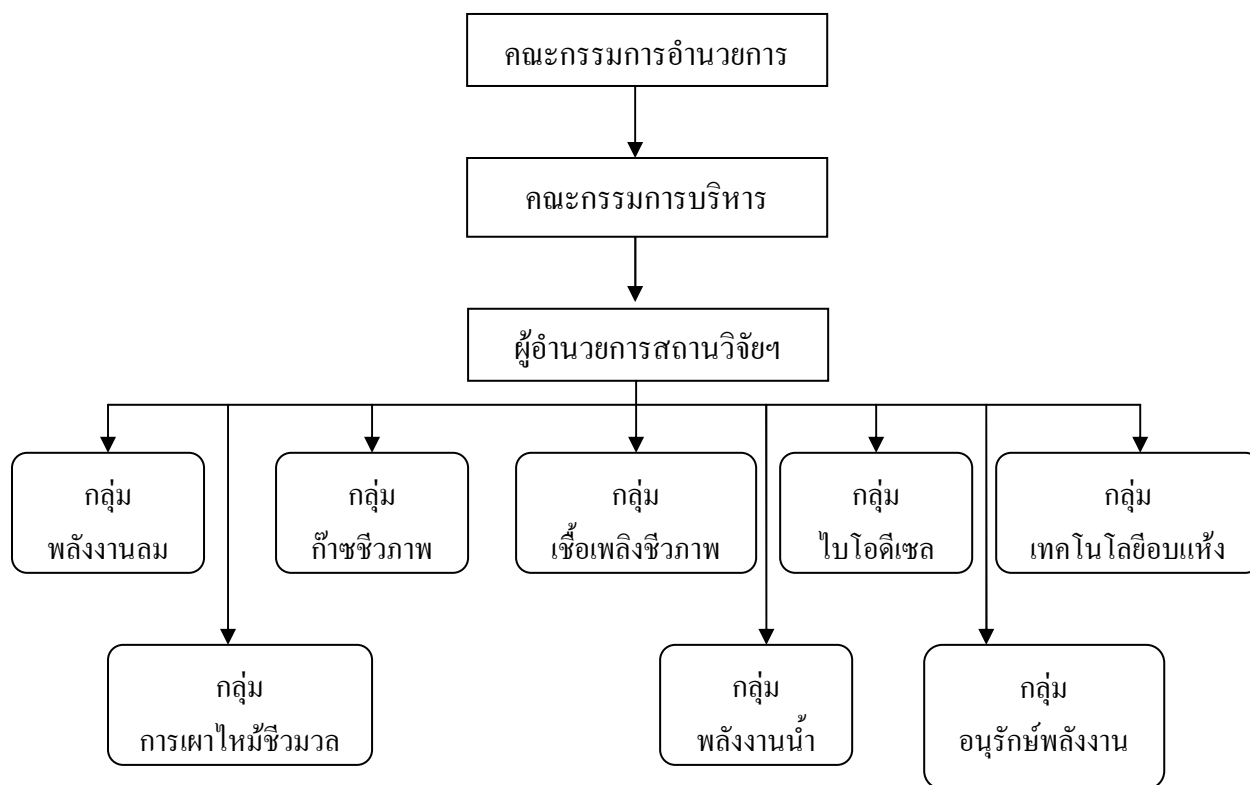 คณะกรรมการอำนวยการ
คณะกรรมการบริหาร
ผู้อำนวยการสถานวิจัยฯ
กลุ่ม
พลังงานลม
กลุ่ม
ก๊าซชีวภาพ
กลุ่ม
เชื้อเพลิงชีวภาพ
กลุ่ม
ไบโอดีเซล
กลุ่ม
เทคโนโลยีอบแห้ง
กลุ่ม
การเผาไหม้ชีวมวล
กลุ่ม
พลังงานน้ำ
กลุ่ม
อนุรักษ์พลังงาน